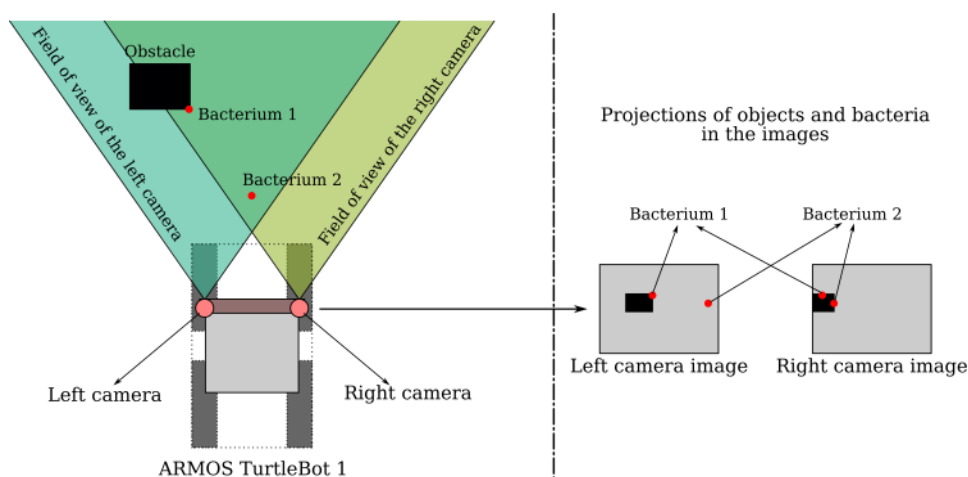 Obstacle
Field of view of the left camera
Field of view of the right camera
Bacterium 1
Bacterium 2
Left camera
Right camera
ARMOS TurtleBot 1
Projections of objects and bacteria
in the images
Bacterium 1
Bacterium 2
Left camera image
Right camera image